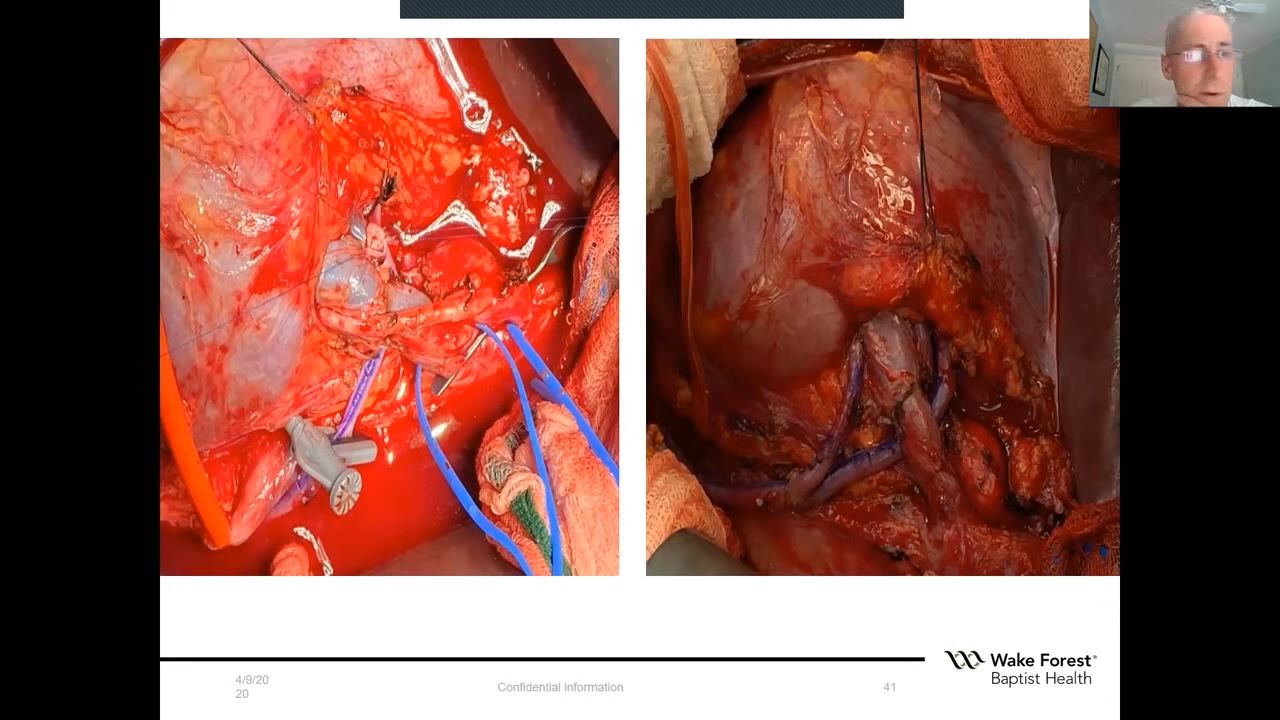 4/9/20
20
Confidential information
41
Wake Forest®
Baptist Health